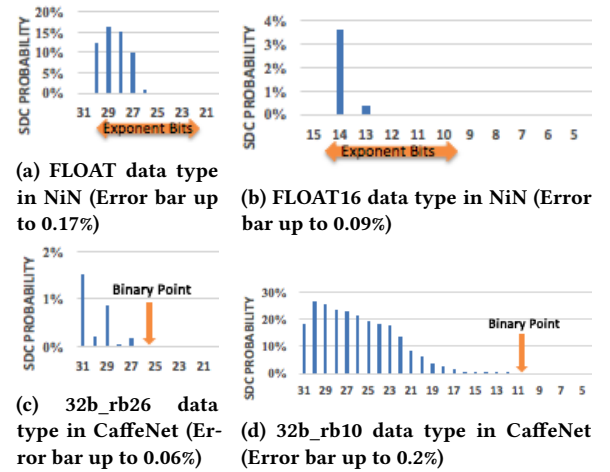 SDC PROBABILITY
20%
15%
10%
5%
0%
31 29 27 25 23 21
Exponent Bits
(a) FLOAT data type
in NiN (Error bar up
to 0.17%)
SDC PROBABILITY
4%
3%
2%
1%
0%
15 14 13 12 11 10 9 8 7 6 5
Exponent Bits
(b) FLOAT16 data type in NiN (Error
bar up to 0.09%)
SDC PROBABILITY
2%
1%
0%
Binary Point
31 29 27 25 23 21
(c) 32b_rb26 data
type in CaffeNet (Er-
ror bar up to 0.06%)
SDC PROBABILITY
30%
20%
10%
0%
Binary Point
31 29 27 25 23 21 19 17 15 13 11 9 7 5
(d) 32b_rb10 data type in CaffeNet
(Error bar up to 0.2%)